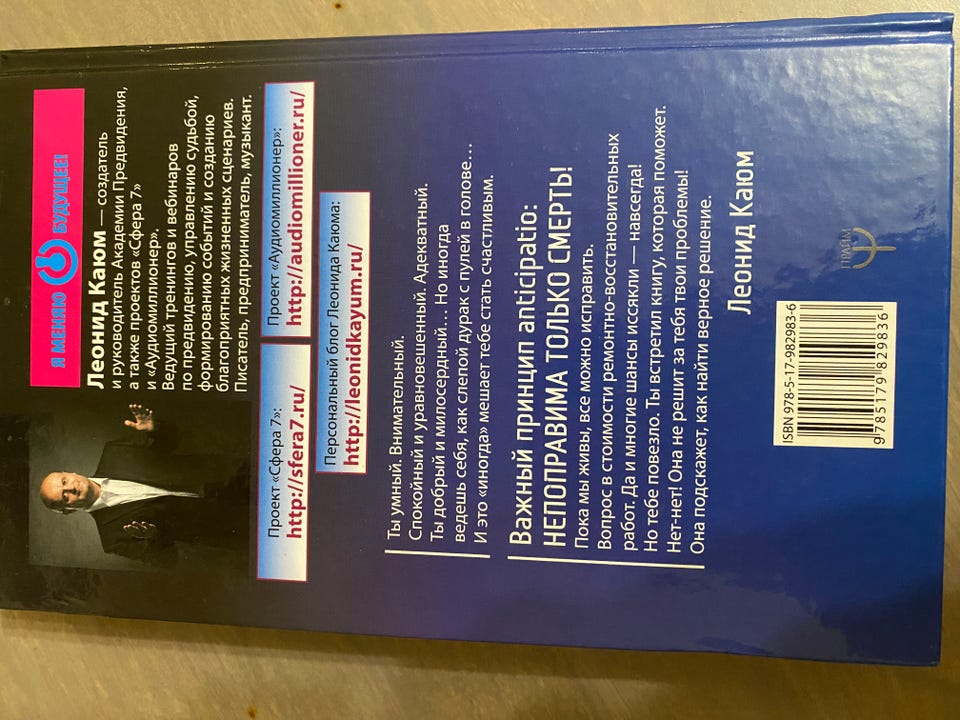 Я МЕНЯЮ БУДУЩЕЕ!
Леонид Каюм — создатель
и руководитель Академии Предвидения,
а также проектов «Сфера 7»
и «Аудиомиллионер».
Ведущий тренингов и вебинаров
по предвидению, управлению судьбой,
формированию событий и созданию
благоприятных жизненных сценариев.
Писатель, предприниматель, музыкант.
Проект «Сфера 7»:
http://sfera7.ru/
Проект «Аудиомиллионер»:
http://audiomillioner.ru/
Персональный блог Леонида Каюма:
http://leonidkayum.ru/
Ты умный. Внимательный.
Спокойный и уравновешенный. Адекватный.
Ты добрый и милосердный... Но иногда
ведешь себя, как слепой дурак с пулей в голове...
И это «иногда» мешает тебе стать счастливым.
Важный принцип anticipatio:
НЕПОПРАВИМА ТОЛЬКО СМЕРТЬ!
Пока мы живы, все можно исправить.
Вопрос в стоимости ремонтно-восстановительных
работ. Да и многие шансы иссякли — навсегда!
Но тебе повезло. Ты встретил книгу, которая поможет.
Нет-нет! Она не решит за тебя твои проблемы!
Она подскажет, как найти верное решение.
Леонид Каюм
ISBN 978-5-17-982983-6
9785179829836
ПРАЙМ